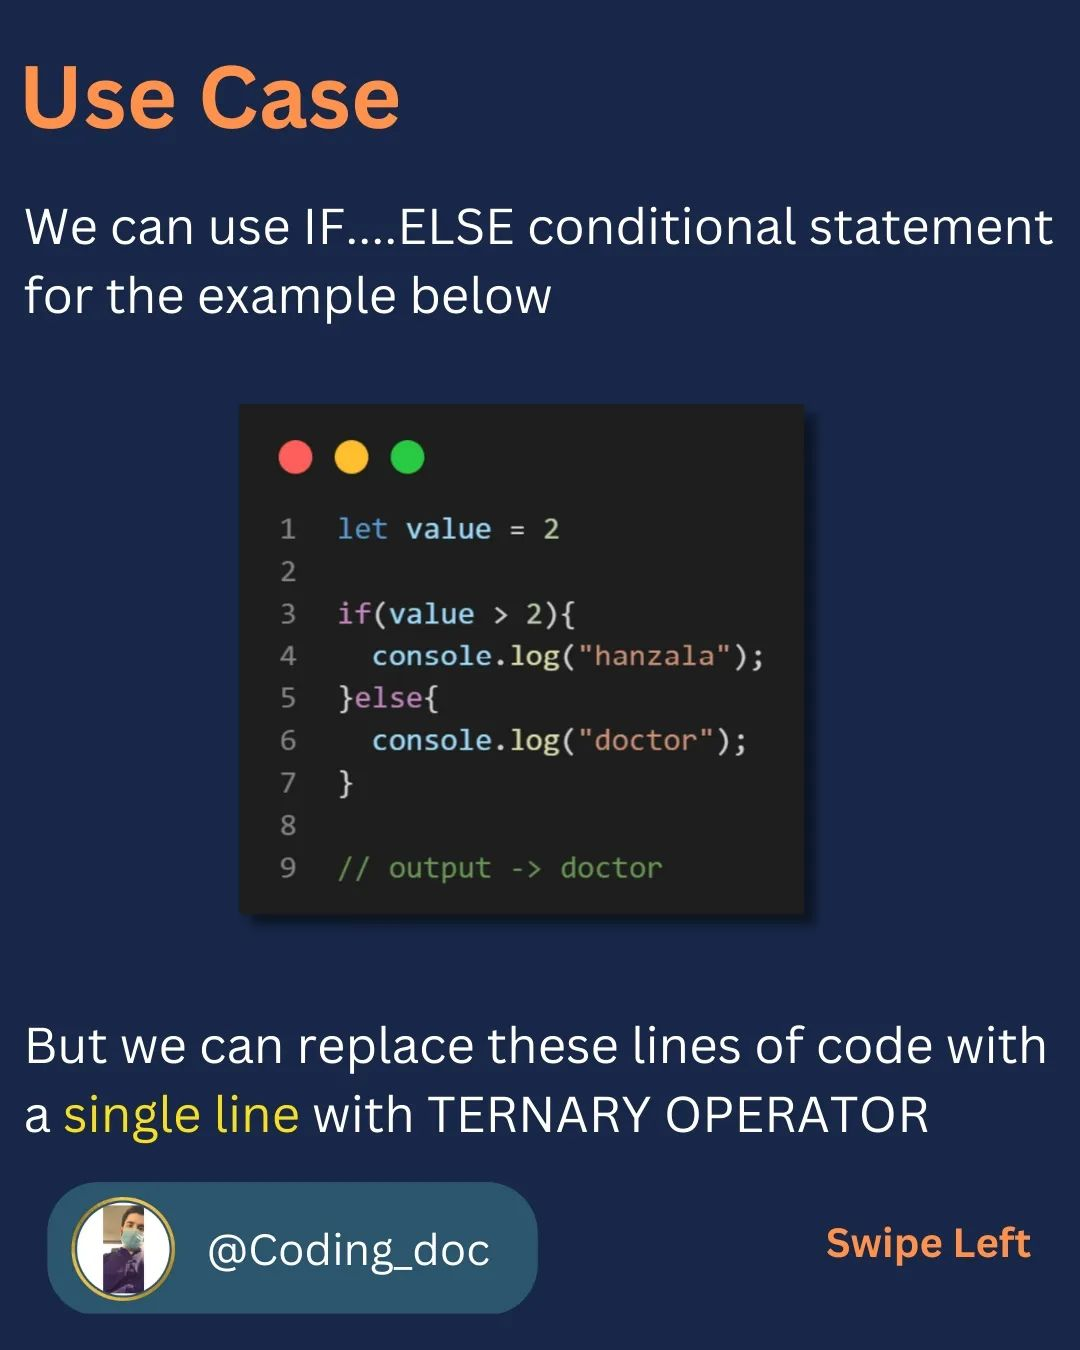 Use Case
We can use IF....ELSE conditional statement
for the example below
1 let value = 2
2
3 if(value > 2){
4   console.log("hanzala");
5 }else{
6   console.log("doctor");
7 }
8
9 // output -> doctor
But we can replace these lines of code with
a single line with TERNARY OPERATOR
@Coding_doc
Swipe Left